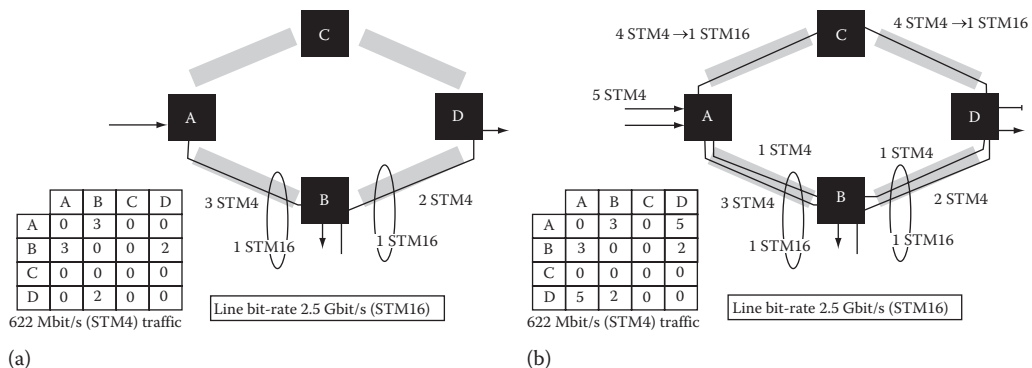 C
A
D
B
3 STM4
2 STM4
1 STM16
1 STM16
A B C D
A 0 3 0 0
B 3 0 0 2
C 0 0 0 0
D 0 2 0 0
622 Mbit/s (STM4) traffic
Line bit-rate 2.5 Gbit/s (STM16)
(a)
4 STM4→1 STM16
C
4 STM4→1 STM16
5 STM4
A
D
1 STM4
1 STM4
B
3 STM4
2 STM4
1 STM16
1 STM16
A B C D
A 0 3 0 5
B 3 0 0 2
C 0 0 0 0
D 5 2 0 0
622 Mbit/s (STM4) traffic
Line bit-rate 2.5 Gbit/s (STM16)
(b)